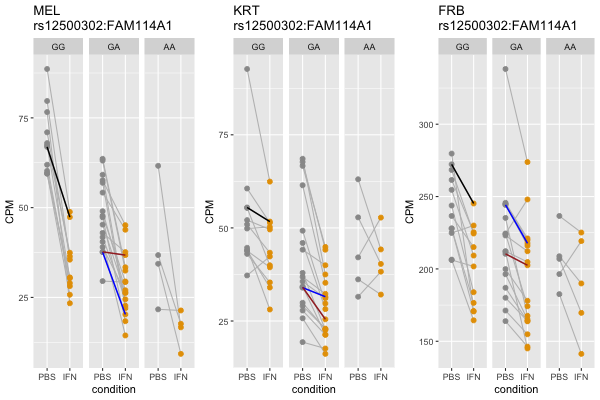 MEL
rs12500302:FAM114A1
GG GA AA
CPM
75
50
25
PBS IFN PBS IFN PBS IFN
condition
KRT
rs12500302:FAM114A1
GG GA AA
CPM
75
50
25
PBS IFN PBS IFN PBS IFN
condition
FRB
rs12500302:FAM114A1
GG GA AA
CPM
300
250
200
150
PBS IFN PBS IFN PBS IFN
condition